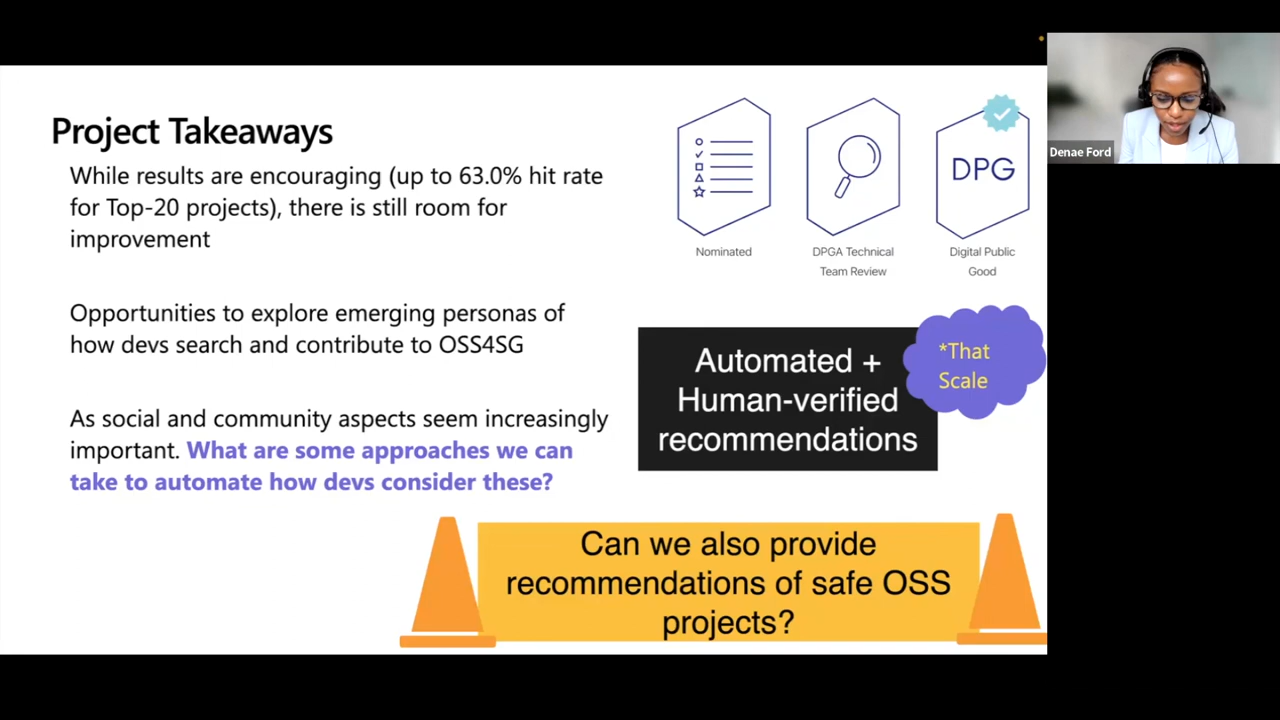 Project Takeaways
While results are encouraging (up to 63.0% hit rate
for Top-20 projects), there is still room for
improvement
Opportunities to explore emerging personas of
how devs search and contribute to OSS4SG
As social and community aspects seem increasingly
important. What are some approaches we can
take to automate how devs consider these?
DPG
Nominated
DPGA Technical
Team Review
Digital Public
Good
Automated +
Human-verified
recommendations
*That
Scale
Can we also provide
recommendations of safe OSS
projects?
Denae Ford